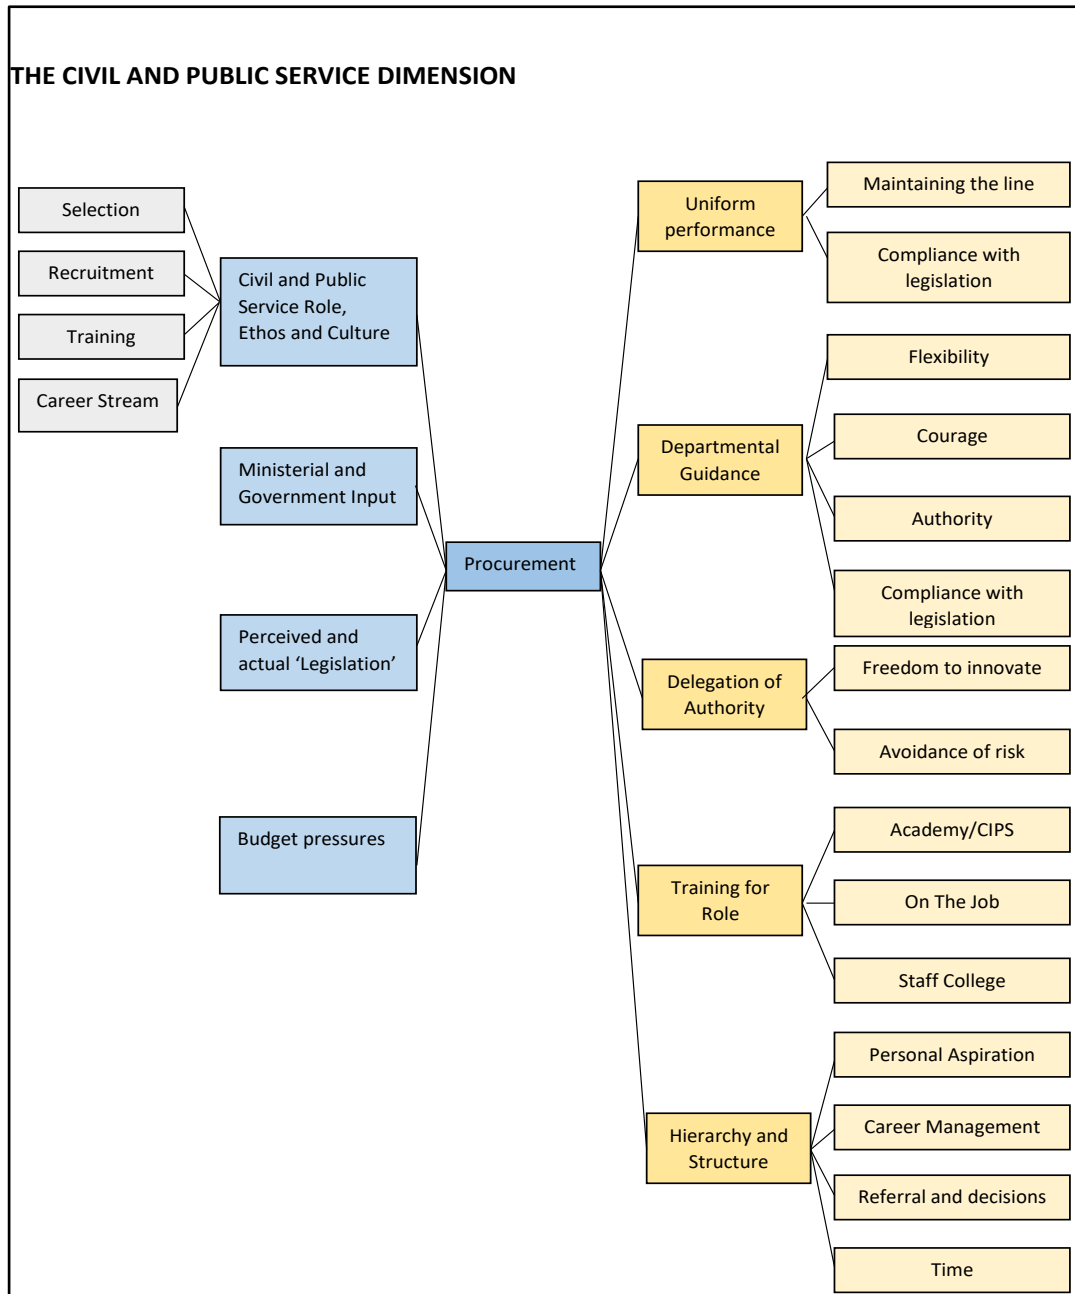 THE CIVIL AND PUBLIC SERVICE DIMENSION
Selection
Recruitment
Training
Career Stream
Civil and Public
Service Role,
Ethos and Culture
Ministerial and
Government Input
Perceived and
actual ‘Legislation’
Budget pressures
Procurement
Uniform
performance
Maintaining the line
Compliance with
legislation
Departmental
Guidance
Flexibility
Courage
Authority
Compliance with
legislation
Delegation of
Authority
Freedom to innovate
Avoidance of risk
Training for
Role
Academy/CIPS
On The Job
Staff College
Hierarchy and
Structure
Personal Aspiration
Career Management
Referral and decisions
Time